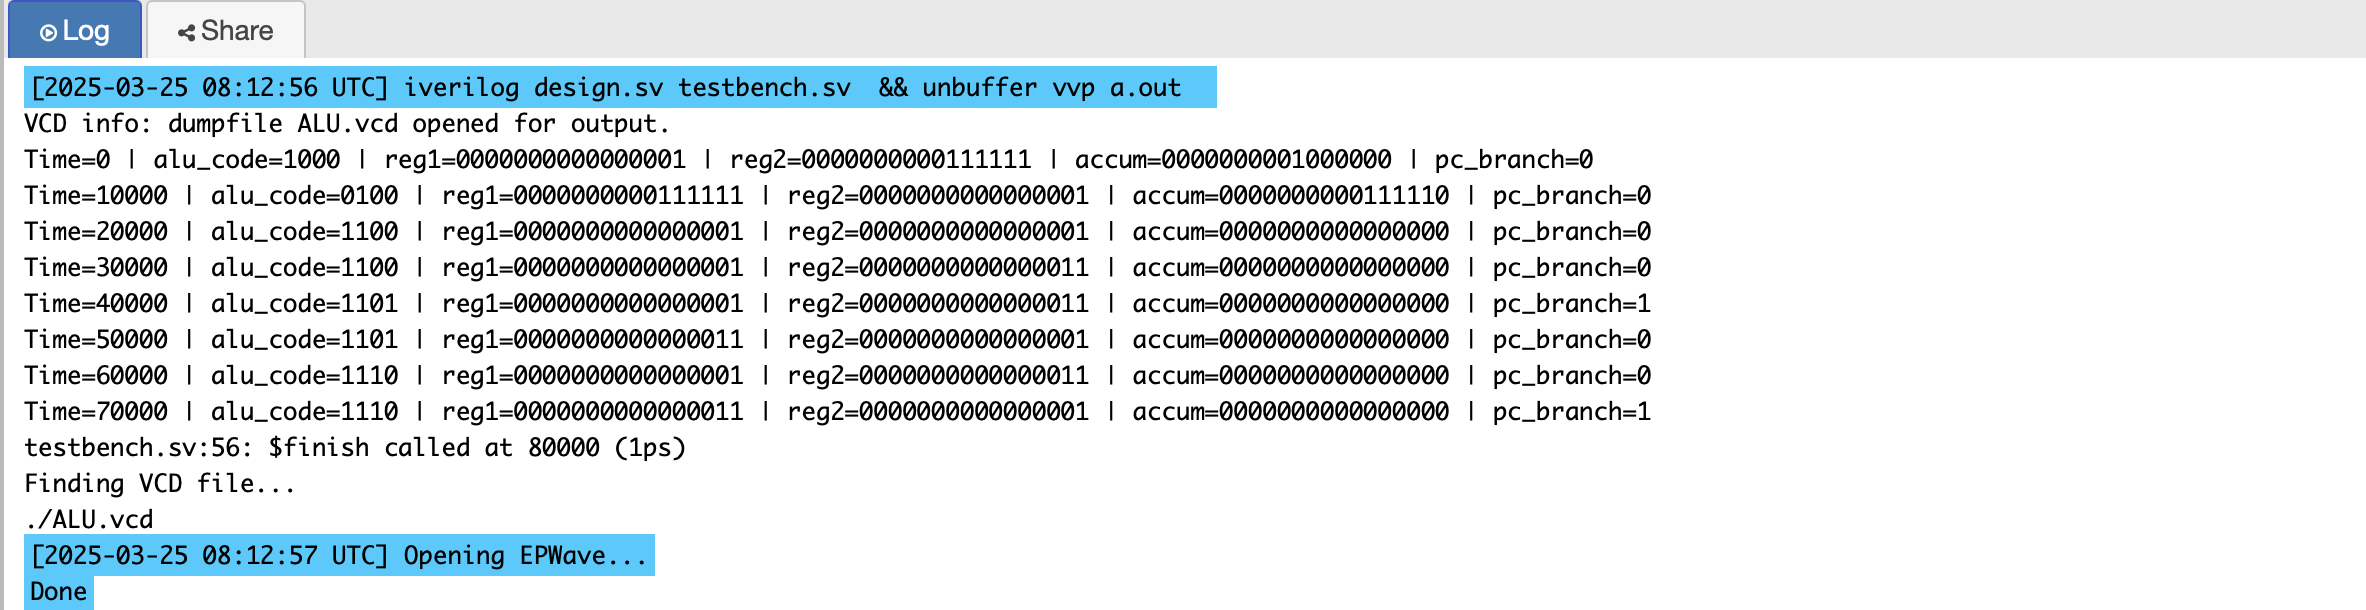 Log
Share
[2025-03-25 08:12:56 UTC] iverilog design.sv testbench.sv  && unbuffer vvp a.out
VCD info: dumpfile ALU.vcd opened for output.
Time=0 | alu_code=1000 | reg1=0000000000000001 | reg2=0000000000111111 | accum=0000000001000000 | pc_branch=0
Time=10000 | alu_code=0100 | reg1=0000000000111111 | reg2=0000000000000001 | accum=0000000000111110 | pc_branch=0
Time=20000 | alu_code=1100 | reg1=0000000000000001 | reg2=0000000000000001 | accum=0000000000000000 | pc_branch=0
Time=30000 | alu_code=1100 | reg1=0000000000000001 | reg2=0000000000000011 | accum=0000000000000000 | pc_branch=0
Time=40000 | alu_code=1101 | reg1=0000000000000001 | reg2=0000000000000011 | accum=0000000000000000 | pc_branch=1
Time=50000 | alu_code=1101 | reg1=0000000000000011 | reg2=0000000000000001 | accum=0000000000000000 | pc_branch=0
Time=60000 | alu_code=1110 | reg1=0000000000000001 | reg2=0000000000000011 | accum=0000000000000000 | pc_branch=0
Time=70000 | alu_code=1110 | reg1=0000000000000011 | reg2=0000000000000001 | accum=0000000000000000 | pc_branch=1
testbench.sv:56: $finish called at 80000 (1ps)
Finding VCD file...
./ALU.vcd
[2025-03-25 08:12:57 UTC] Opening EPWave...
Done